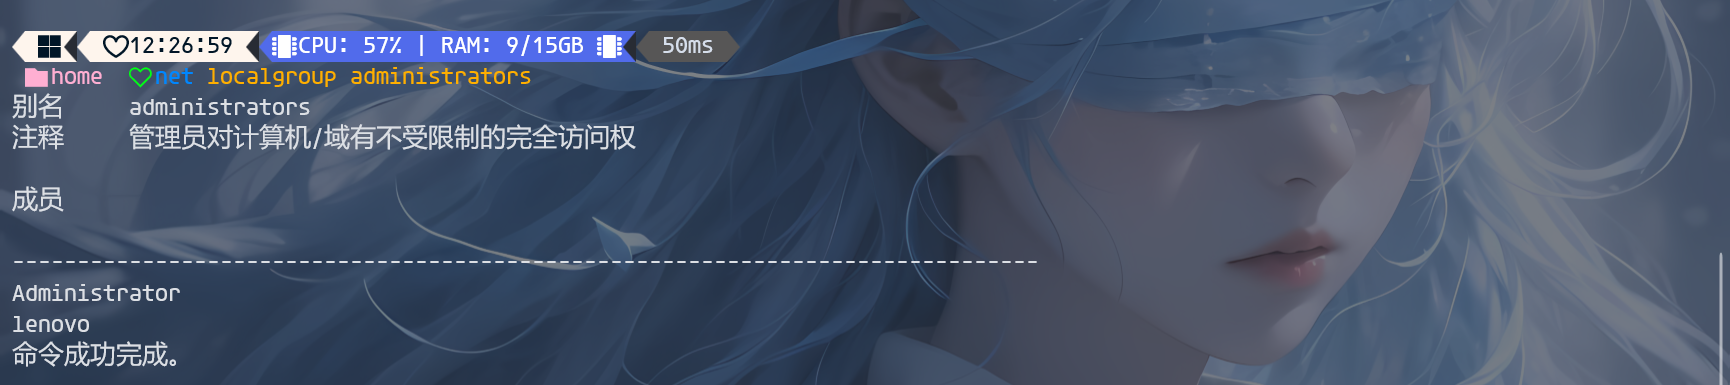 12:26:59 CPU: 57% | RAM: 9/15GB 50ms
home net localgroup administrators
别名 administrators
注释 管理员对计算机/域有不受限制的完全访问权
成员
-------------------------------------------------------------------------------
Administrator
lenovo
命令成功完成。